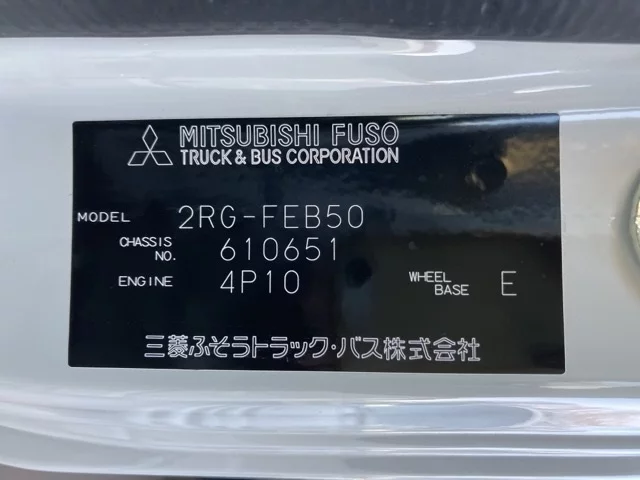 MITSUBISHI FUSO
TRUCK & BUS CORPORATION
MODEL 2RG-FEB50
CHASSIS NO. 610651
ENGINE 4P10 WHEEL BASE E
三菱ふそうトラック・バス株式会社